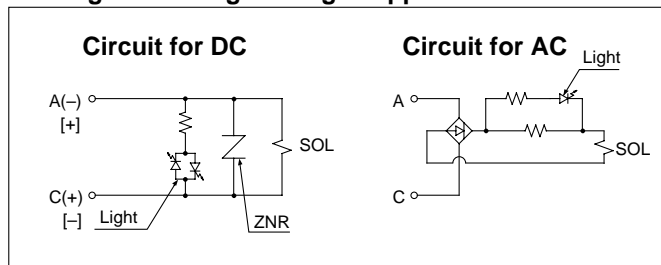 Circuit for DC
A(–)
[+]
SOL
C(+)
[–]
Light
ZNR
Circuit for AC
Light
A
SOL
C